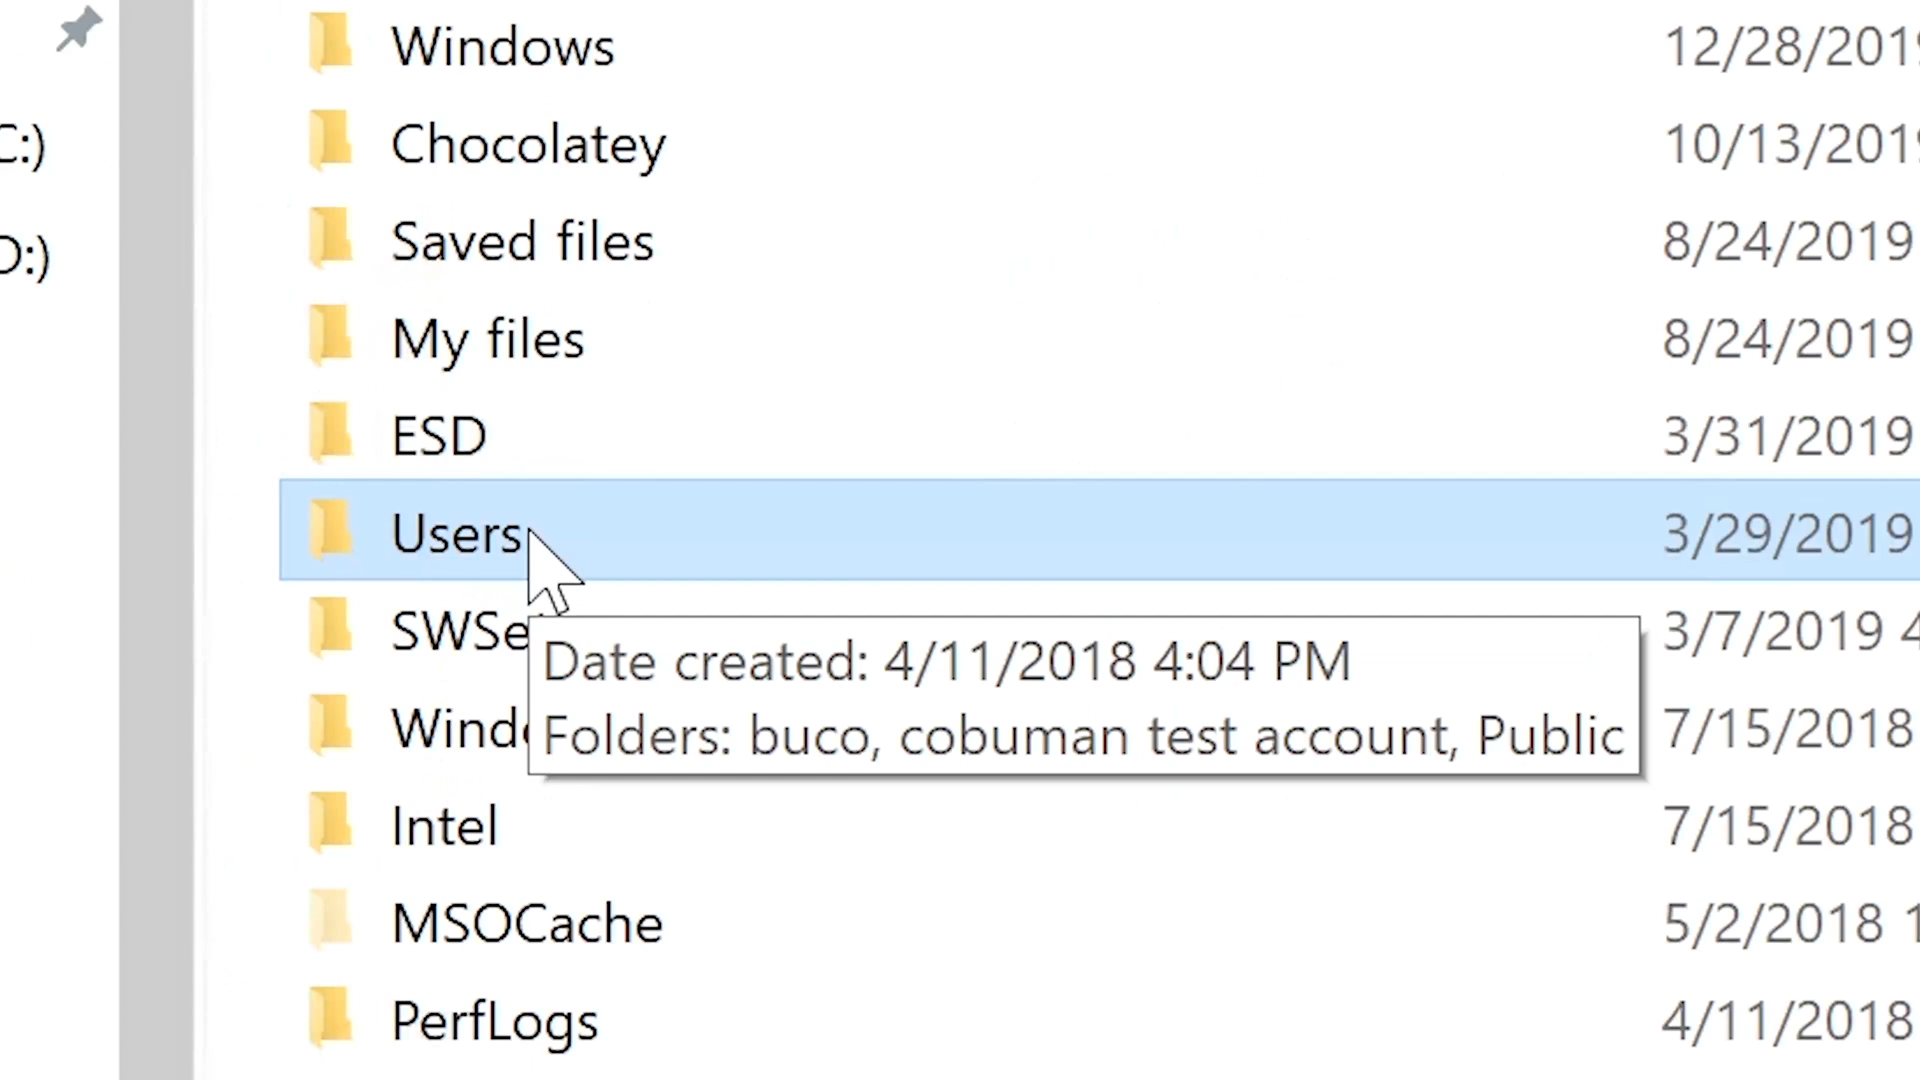 Windows 12/28/201
Chocolatey 10/13/201
C:)
Saved files 8/24/2019
D:)
My files 8/24/2019
ESD 3/31/2019
Users 3/29/2019
SWSe 3/7/2019 4
Date created: 4/11/2018 4:04 PM
Wind 7/15/2018
Folders: buco, cobuman test account, Public
Intel 7/15/2018
MSOCache 5/2/2018 1
PerfLogs 4/11/2018